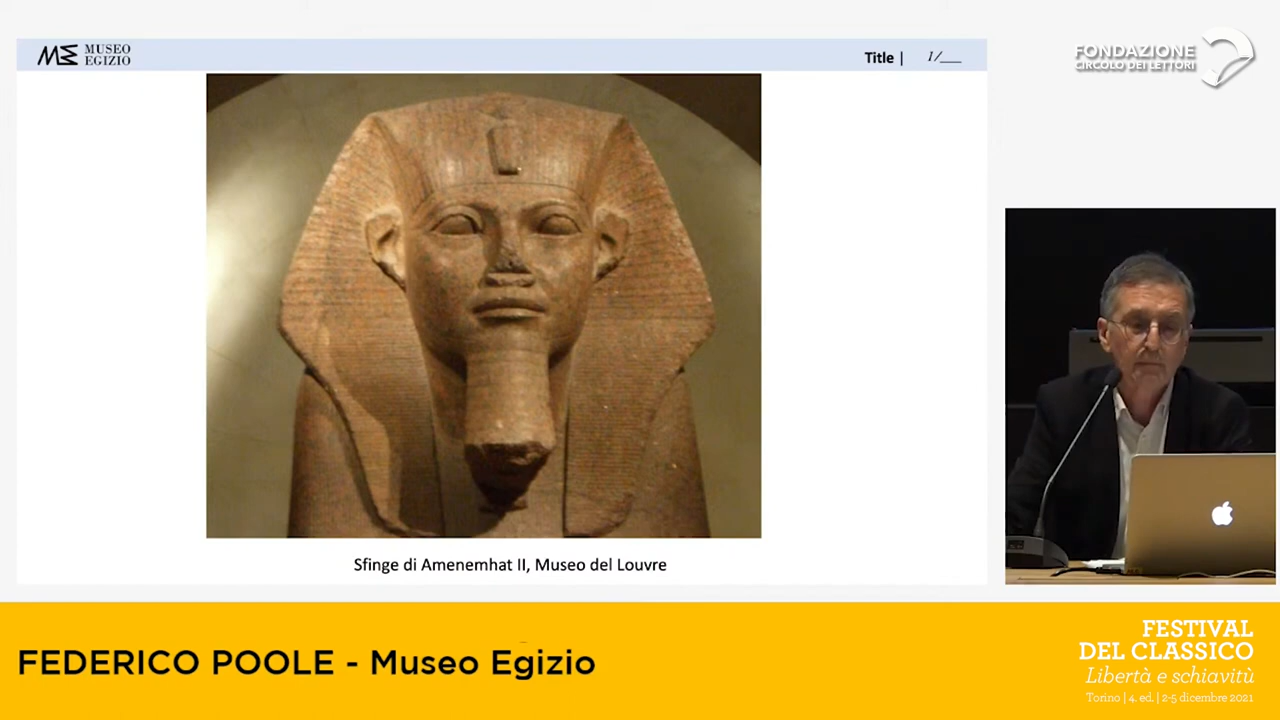 MUSEO
EGIZIO
Title | 1/__
FONDAZIONE
CIRCOLO DEI LETTORI
Sfinge di Amenemhat II, Museo del Louvre
FEDERICO POOLE - Museo Egizio
FESTIVAL
DEL CLASSICO
Libertà e schiavitù
Torino | 4. ed. | 2-5 dicembre 2021